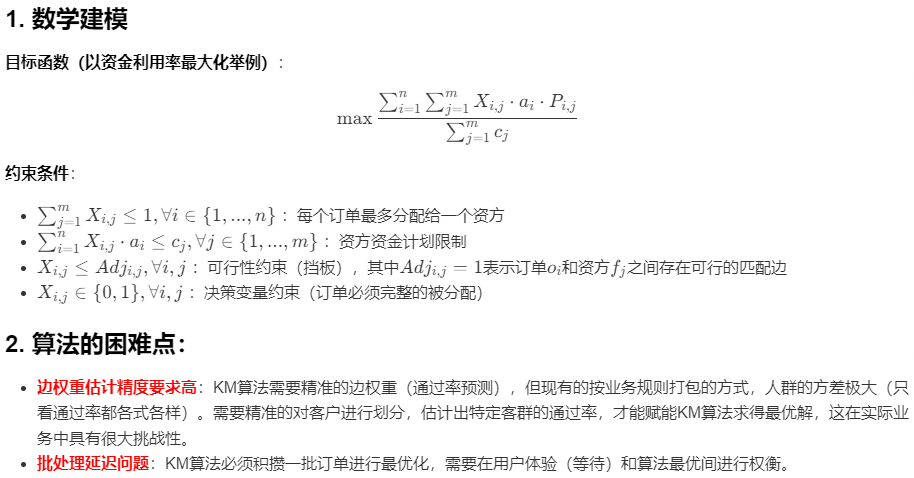 1. 数学建模
目标函数（以资金利用率最大化举例）：
max \frac{\sum_{i=1}^{n} \sum_{j=1}^{m} X_{i,j} \cdot a_i \cdot P_{i,j}}{\sum_{j=1}^{m} c_j}
约束条件：
• \sum_{j=1}^{m} X_{i,j} ≤ 1, ∀i ∈ {1, ..., n}： 每个订单最多分配给一个资方
• \sum_{i=1}^{n} X_{i,j} · a_i ≤ c_j, ∀j ∈ {1, ..., m}： 资方资金计划限制
• X_{i,j} ≤ Adj_{i,j}, ∀i, j： 可行性约束（挡板），其中Adj_{i,j} = 1表示订单o_i和资方f_j之间存在可行的匹配边
• X_{i,j} ∈ {0, 1}, ∀i, j： 决策变量约束（订单必须完整的被分配）
2. 算法的困难点：
• 边权重估计精度要求高：KM算法需要精准的边权重（通过率预测），但现有的按业务规则打包的方式，人群的方差极大（只
看通过率都各式各样）。需要精准的对客户进行划分，估计出特定客群的通过率，才能赋能KM算法求得最优解，这在实际业
务中具有很大挑战性。
• 批处理延迟问题：KM算法必须积攒一批订单进行最优化，需要在用户体验（等待）和算法最优间进行权衡。